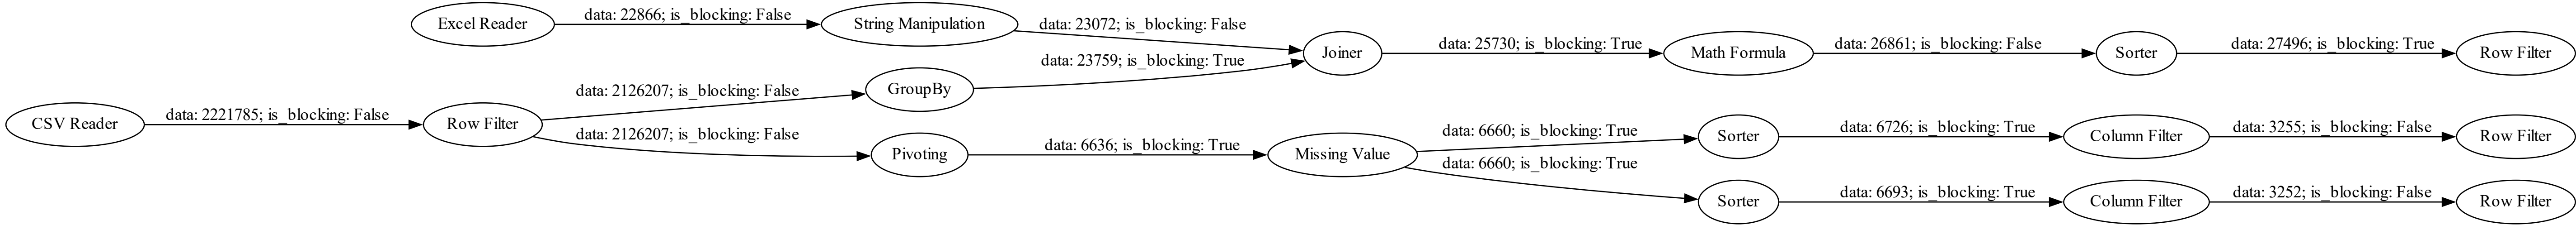 Excel Reader
data: 22866; is_blocking: False
String Manipulation
data: 23072; is_blocking: False
Joiner
data: 25730; is_blocking: True
Math Formula
data: 26861; is_blocking: False
Sorter
data: 27496; is_blocking: True
Row Filter
CSV Reader
data: 2221785; is_blocking: False
Row Filter
data: 2126207; is_blocking: False
GroupBy
data: 23759; is_blocking: True
data: 2126207; is_blocking: False
Pivoting
data: 6636; is_blocking: True
Missing Value
data: 6660; is_blocking: True
Sorter
data: 6726; is_blocking: True
Column Filter
data: 3255; is_blocking: False
Row Filter
data: 6660; is_blocking: True
Sorter
data: 6693; is_blocking: True
Column Filter
data: 3252; is_blocking: False
Row Filter